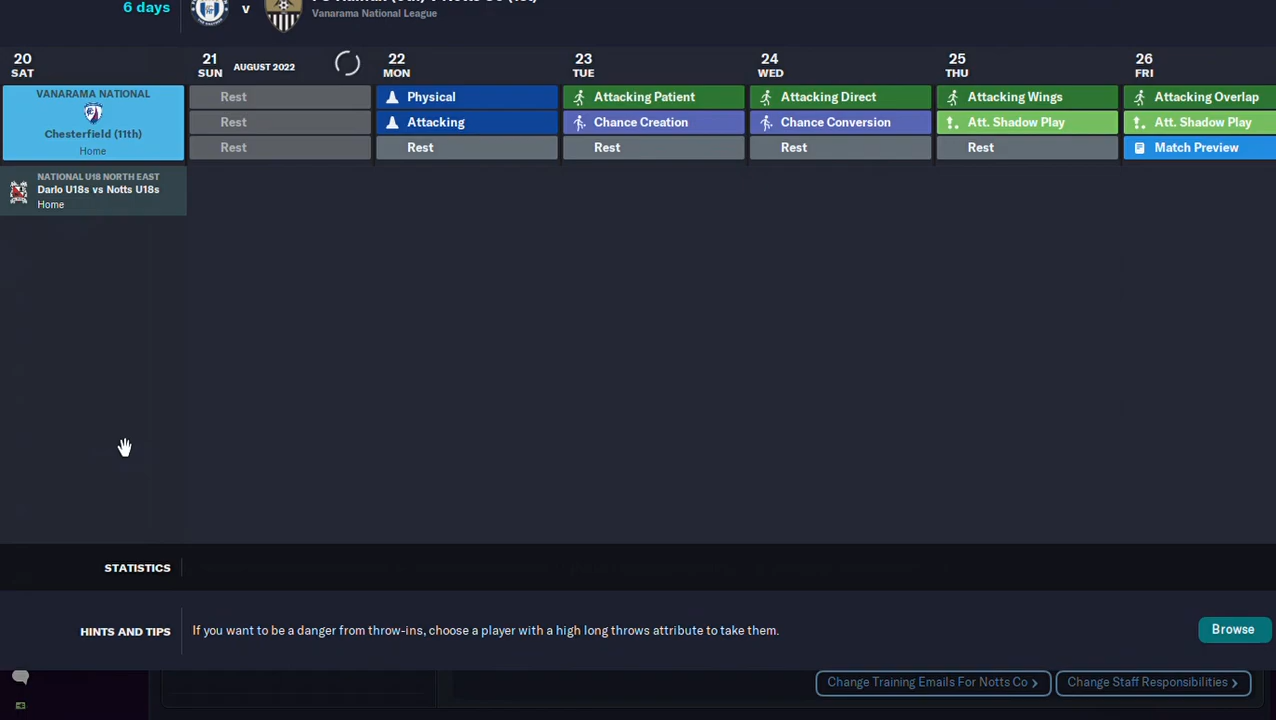 6 days
v
Vanarama National League
20
SAT
21
SUN AUGUST 2022
22
MON
23
TUE
24
WED
25
THU
26
FRI
VANARAMA NATIONAL
Chesterfield (11th)
Home
Rest
Rest
Rest
Physical
Attacking
Rest
Attacking Patient
Chance Creation
Rest
Attacking Direct
Chance Conversion
Rest
Attacking Wings
Att. Shadow Play
Rest
Attacking Overlap
Att. Shadow Play
Match Preview
NATIONAL U18 NORTH EAST
Darlo U18s vs Notts U18s
Home
STATISTICS
HINTS AND TIPS
If you want to be a danger from throw-ins, choose a player with a high long throws attribute to take them.
Browse
Change Training Emails For Notts Co >
Change Staff Responsibilities >